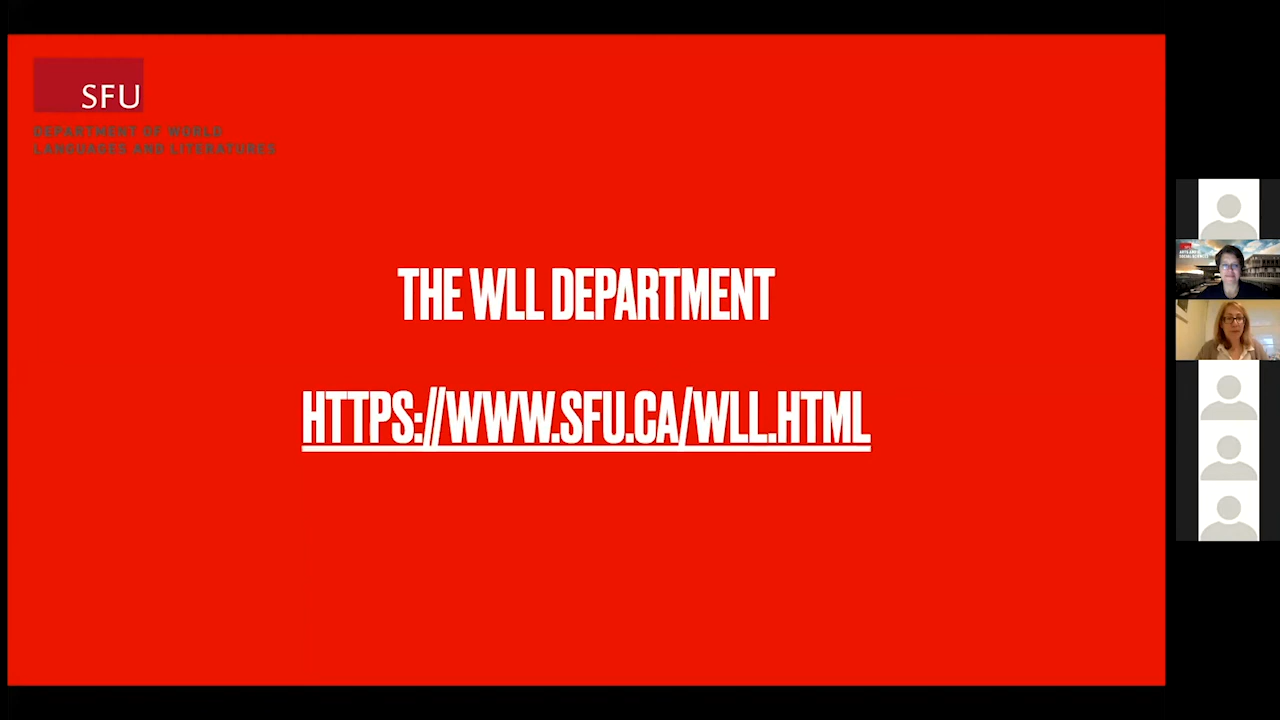 SFU
DEPARTMENT OF WORLD
LANGUAGES AND LITERATURES
THE WLL DEPARTMENT
HTTPS://WWW.SFU.CA/WLL.HTML